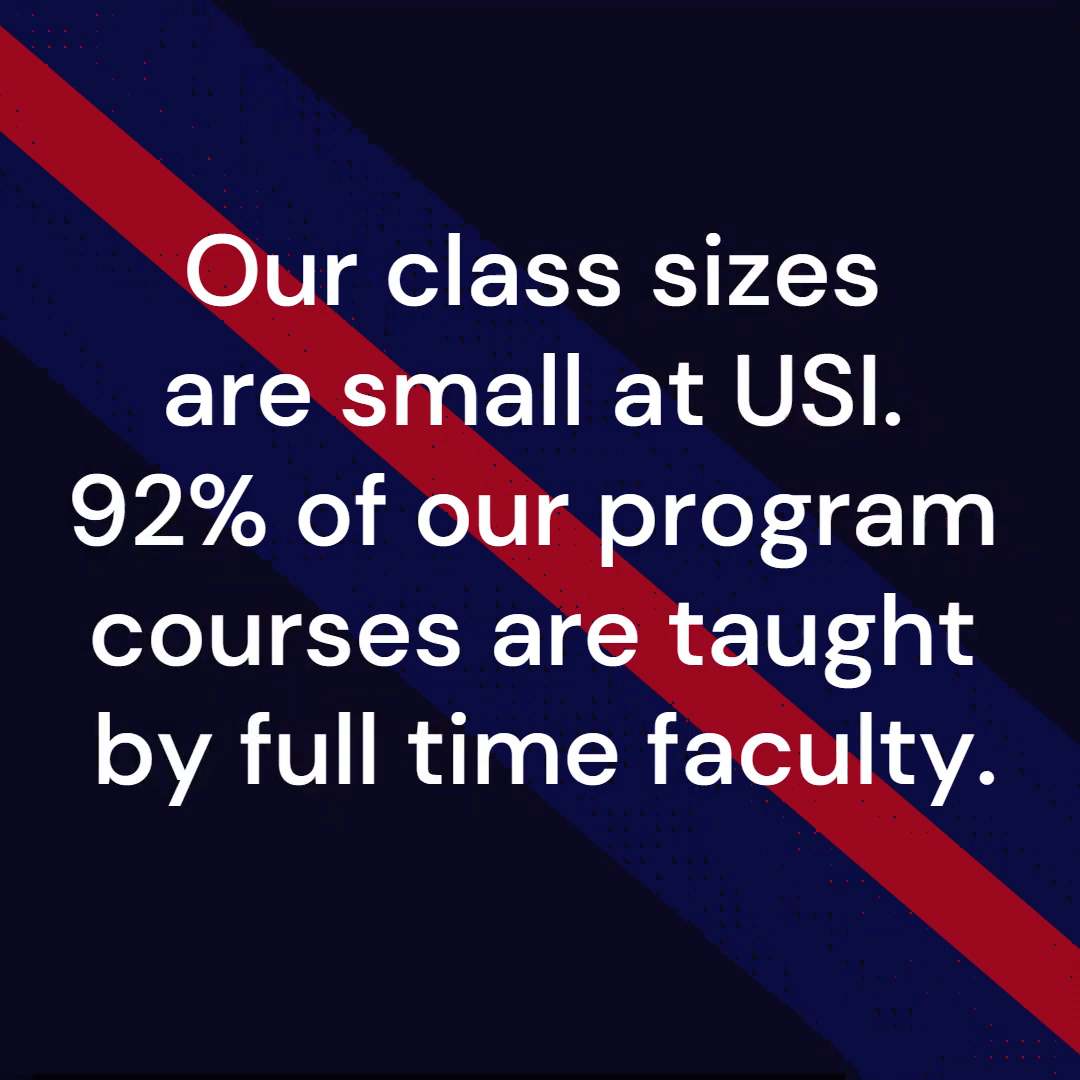 Our class sizes
are small at USI.
92% of our program
courses are taught
by full time faculty.